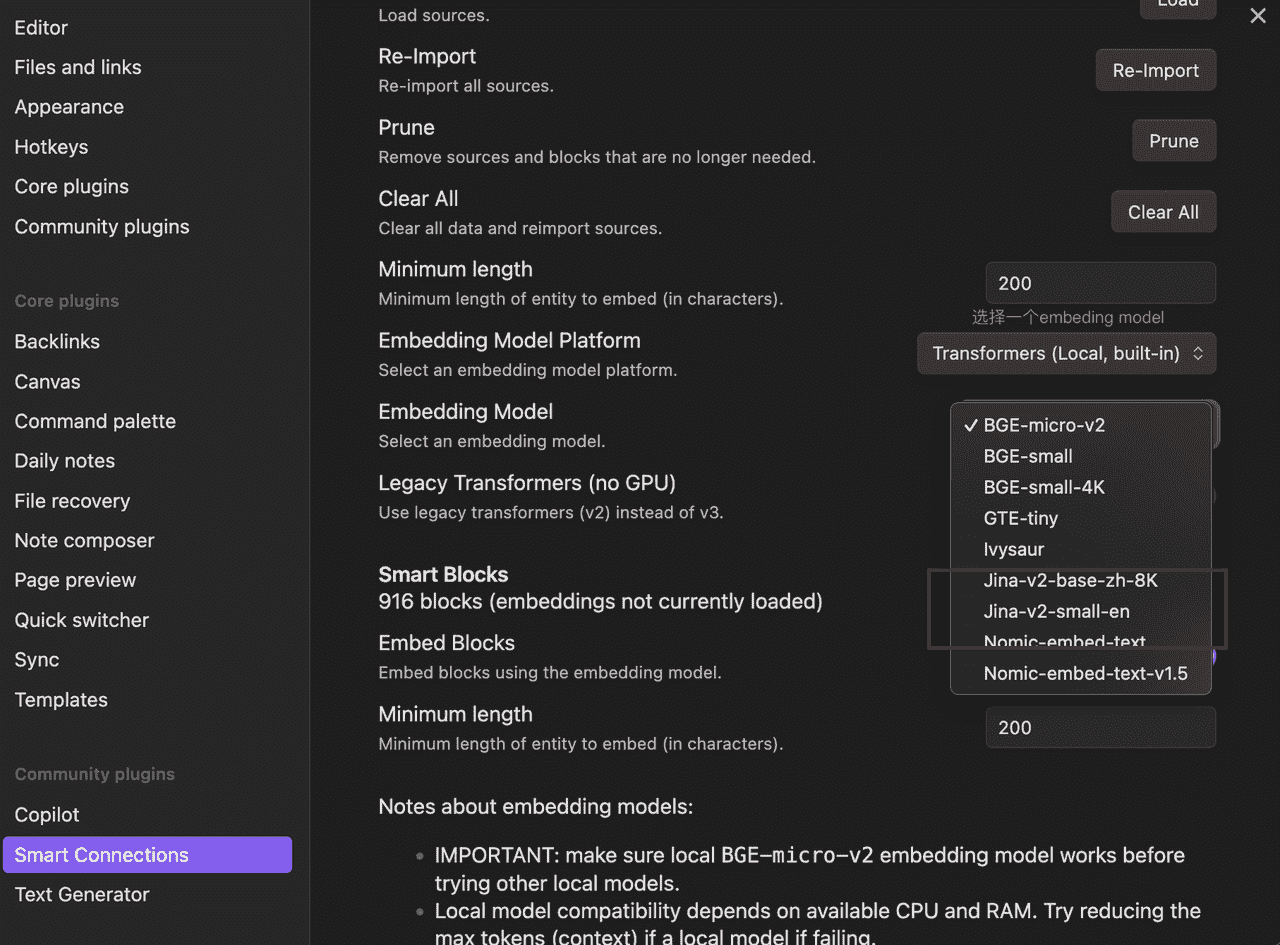 Editor
Files and links
Appearance
Hotkeys
Core plugins
Community plugins
Core plugins
Backlinks
Canvas
Command palette
Daily notes
File recovery
Note composer
Page preview
Quick switcher
Sync
Templates
Community plugins
Copilot
Smart Connections
Text Generator
Load sources.
Load
Re-Import
Re-import all sources.
Re-Import
Prune
Remove sources and blocks that are no longer needed.
Prune
Clear All
Clear all data and reimport sources.
Clear All
Minimum length
Minimum length of entity to embed (in characters).
200
选择一个embeding model
Embedding Model Platform
Select an embedding model platform.
Transformers (Local, built-in)
Embedding Model
Select an embedding model.
BGE-micro-v2
BGE-small
BGE-small-4K
GTE-tiny
Ivysaur
Jina-v2-base-zh-8K
Jina-v2-small-en
Nomic-embed-text
Nomic-embed-text-v1.5
Legacy Transformers (no GPU)
Use legacy transformers (v2) instead of v3.
Smart Blocks
916 blocks (embeddings not currently loaded)
Embed Blocks
Embed blocks using the embedding model.
Minimum length
Minimum length of entity to embed (in characters).
200
Notes about embedding models:
IMPORTANT: make sure local BGE-micro-v2 embedding model works before
trying other local models.
Local model compatibility depends on available CPU and RAM. Try reducing the
max tokens (context) if a local model if failing.